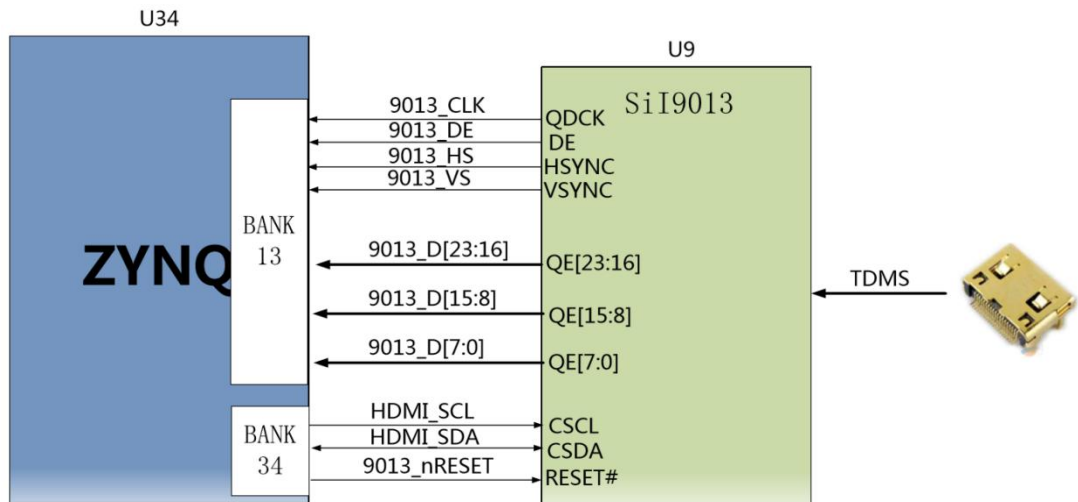 U34
U9
SiI9013
9013_CLK
QDCK
9013_DE
DE
9013_HS
HSYNC
9013_VS
VSYNC
BANK
13
ZYNQ
9013_D[23:16]
QE[23:16]
TDMS
9013_D[15:8]
QE[15:8]
9013_D[7:0]
QE[7:0]
BANK
34
HDMI_SCL
CSCL
HDMI_SDA
CSDA
9013_nRESET
RESET#